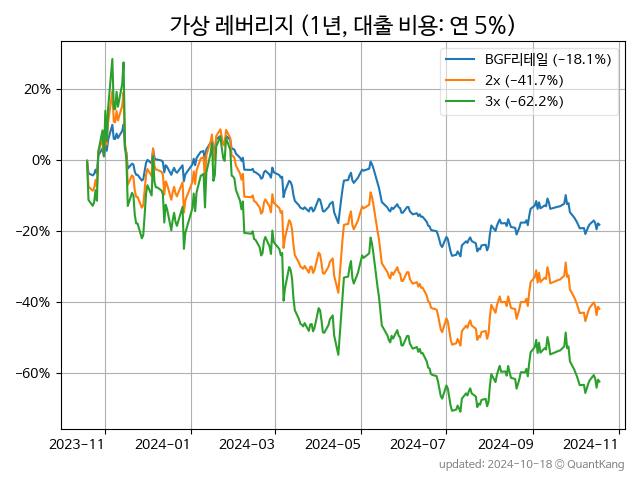 가상 레버리지 (1년, 대출 비용: 연 5%)
BGF리테일 (−18.1%)
2x (−41.7%)
3x (−62.2%)
20%
0%
−20%
−40%
−60%
2023-11 2024-01 2024-03 2024-05 2024-07 2024-09 2024-11
updated: 2024-10-18 © QuantKang